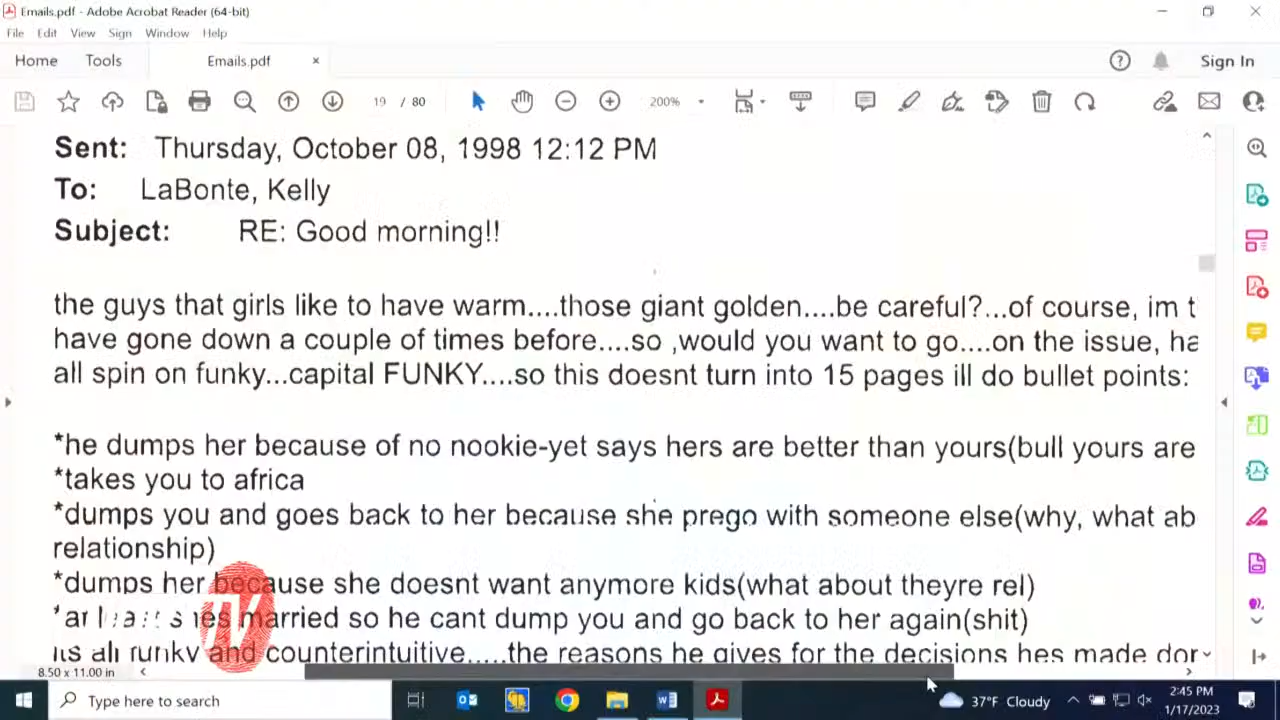 Emails.pdf - Adobe Acrobat Reader (64-bit)
File Edit View Sign Window Help
Home Tools Emails.pdf × Sign In
19 / 80 200%
Sent: Thursday, October 08, 1998 12:12 PM
To: LaBonte, Kelly
Subject: RE: Good morning!!
the guys that girls like to have warm....those giant golden....be careful?...of course, im t
have gone down a couple of times before....so ,would you want to go....on the issue, ha
all spin on funky...capital FUNKY....so this doesnt turn into 15 pages ill do bullet points:
*he dumps her because of no nookie-yet says hers are better than yours(bull yours are
*takes you to africa
*dumps you and goes back to her because she prego with someone else(why, what ab
relationship)
*dumps her because she doesnt want anymore kids(what about theyre rel)
married so he cant dump you and go back to her again(shit)
its all funky and counterintuitive.....the reasons he gives for the decisions hes made dor
8.50 x 11.00 in
Type here to search 37°F Cloudy 2:45 PM
1/17/2023